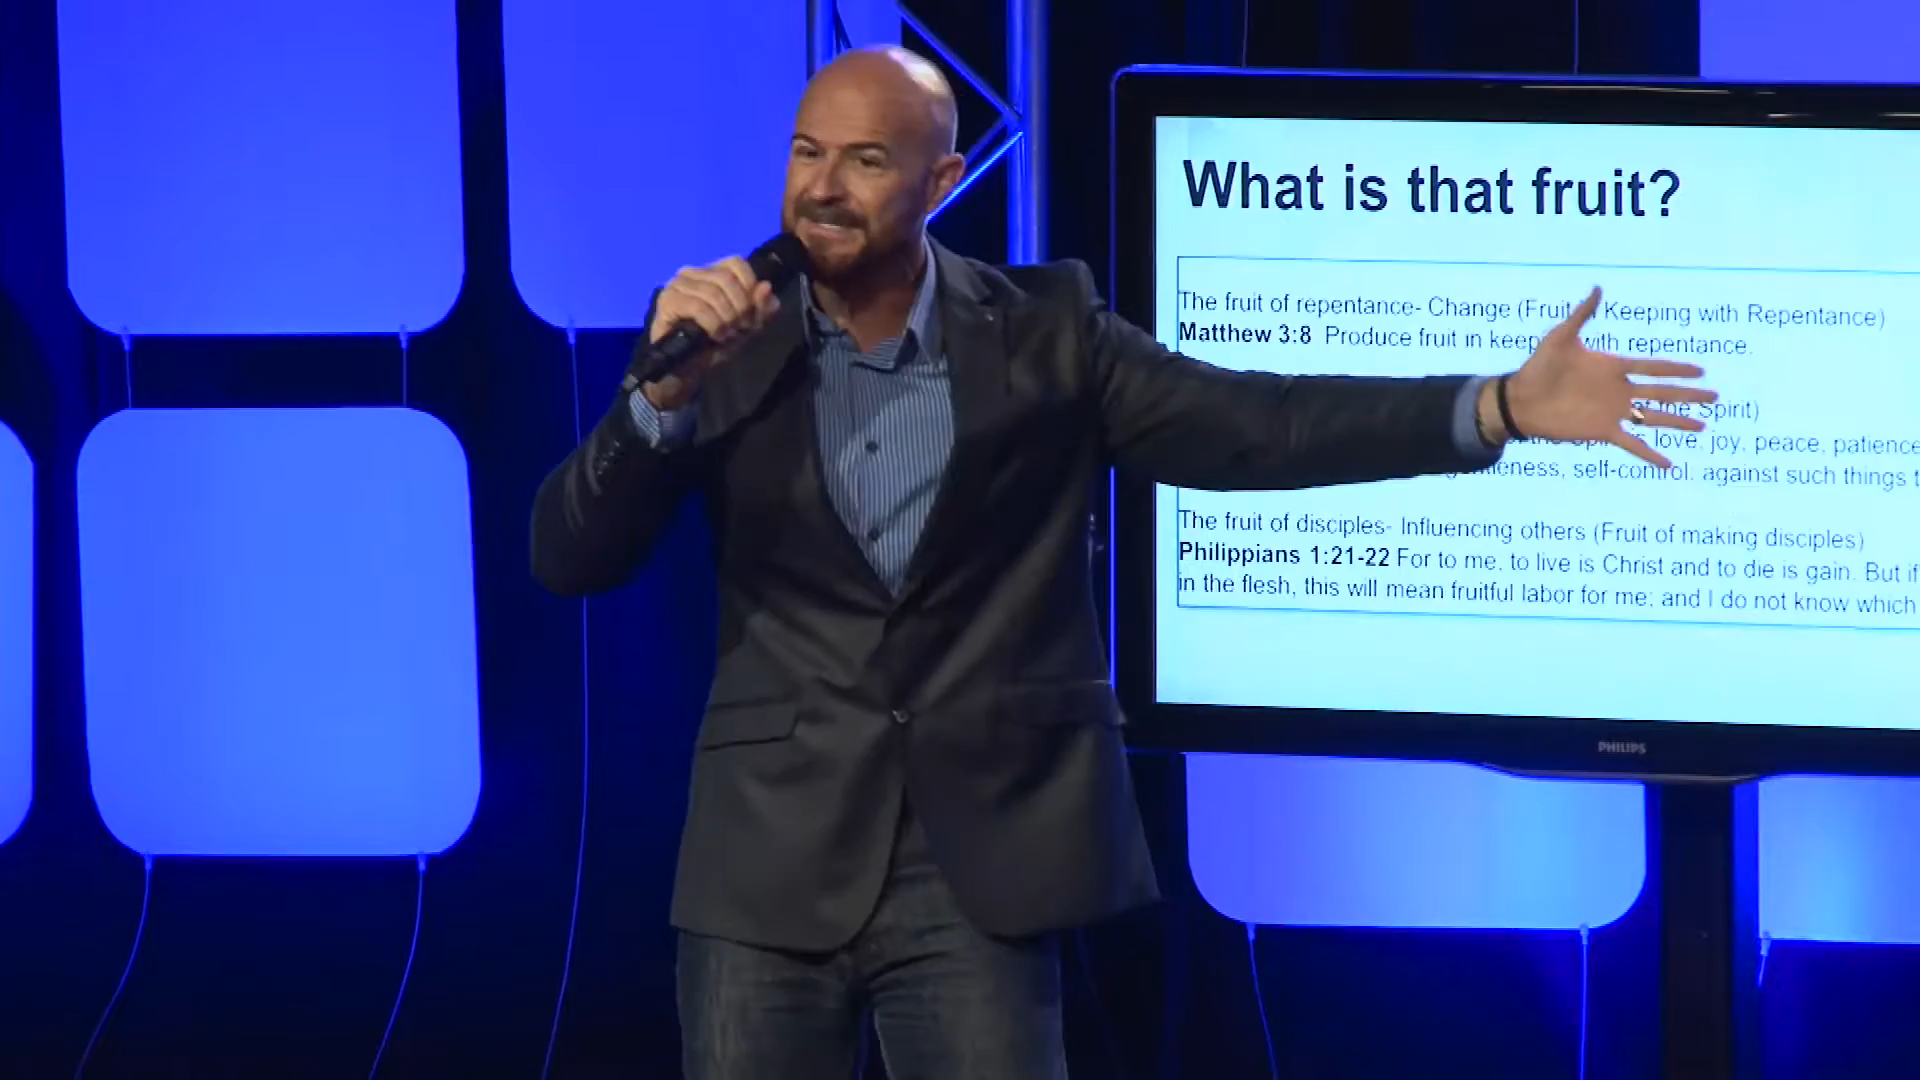 What is that fruit?
The fruit of repentance- Change (Fruit Keeping with Repentance)
Matthew 3:8 Produce fruit in with repentance.
the Spirit)
love, joy, peace, patience
self-control. against such things
The fruit of disciples- Influencing others (Fruit of making disciples)
Philippians 1:21-22 For to me, to live is Christ and to die is gain. But if
in the flesh, this will mean fruitful labor for me; and I do not know which
PHILIPS